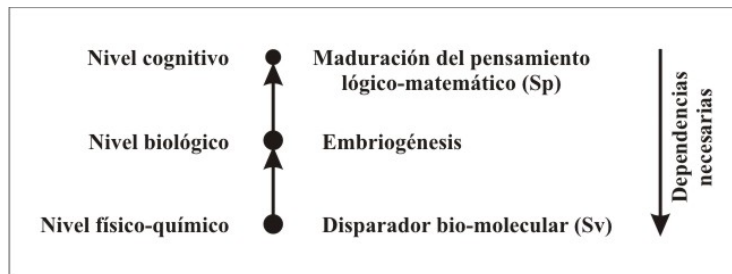 Nivel cognitivo
Maduración del pensamiento
lógico-matemático (Sp)
Nivel biológico
Embriogénesis
Nivel físico-químico
Disparador bio-molecular (Sv)
Dependencias
necesarias